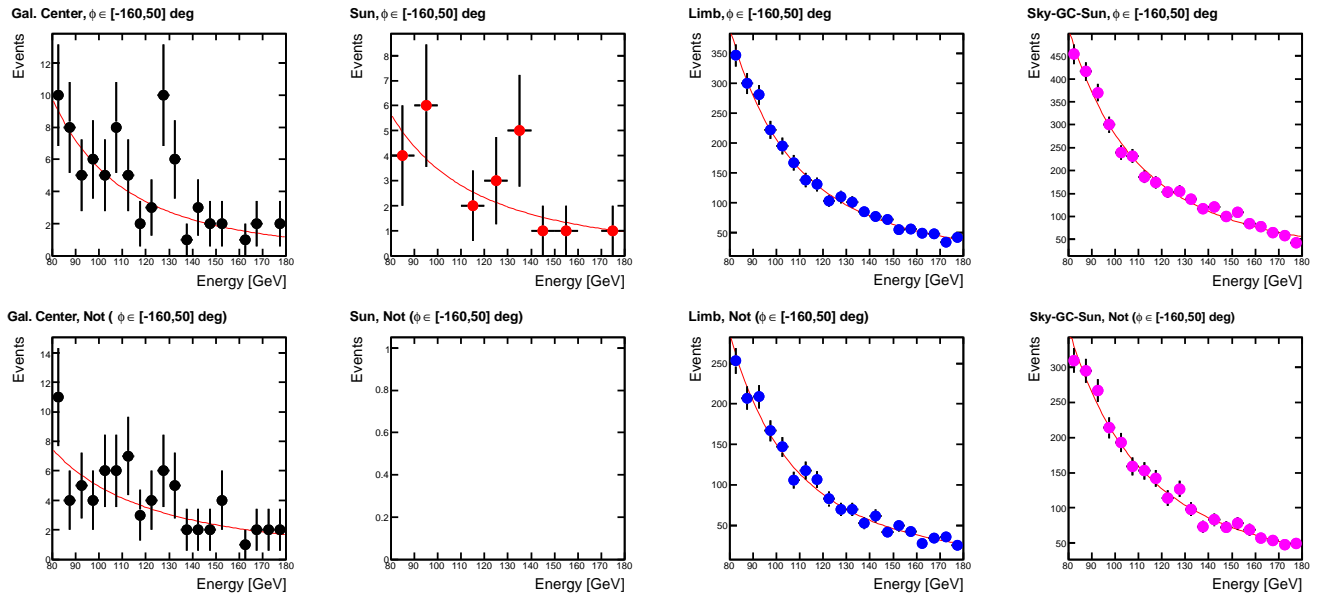 Gal. Center, ϕ∈ [-160,50] deg
Events
12
10
8
6
4
2
0
80 90 100 110 120 130 140 150 160 170 180
Energy [GeV]
Sun, ϕ∈ [-160,50] deg
Events
8
7
6
5
4
3
2
1
0
80 90 100 110 120 130 140 150 160 170 180
Energy [GeV]
Limb, ϕ∈ [-160,50] deg
Events
350
300
250
200
150
100
50
80 90 100 110 120 130 140 150 160 170 180
Energy [GeV]
Sky-GC-Sun, ϕ∈ [-160,50] deg
Events
450
400
350
300
250
200
150
100
50
80 90 100 110 120 130 140 150 160 170 180
Energy [GeV]
Gal. Center, Not ( ϕ∈ [-160,50] deg)
Events
14
12
10
8
6
4
2
0
80 90 100 110 120 130 140 150 160 170 180
Energy [GeV]
Sun, Not (ϕ∈ [-160,50] deg)
Events
1
0.8
0.6
0.4
0.2
0
80 90 100 110 120 130 140 150 160 170 180
Energy [GeV]
Limb, Not (ϕ∈ [-160,50] deg)
Events
250
200
150
100
50
80 90 100 110 120 130 140 150 160 170 180
Energy [GeV]
Sky-GC-Sun, Not (ϕ∈ [-160,50] deg)
Events
300
250
200
150
100
50
80 90 100 110 120 130 140 150 160 170 180
Energy [GeV]